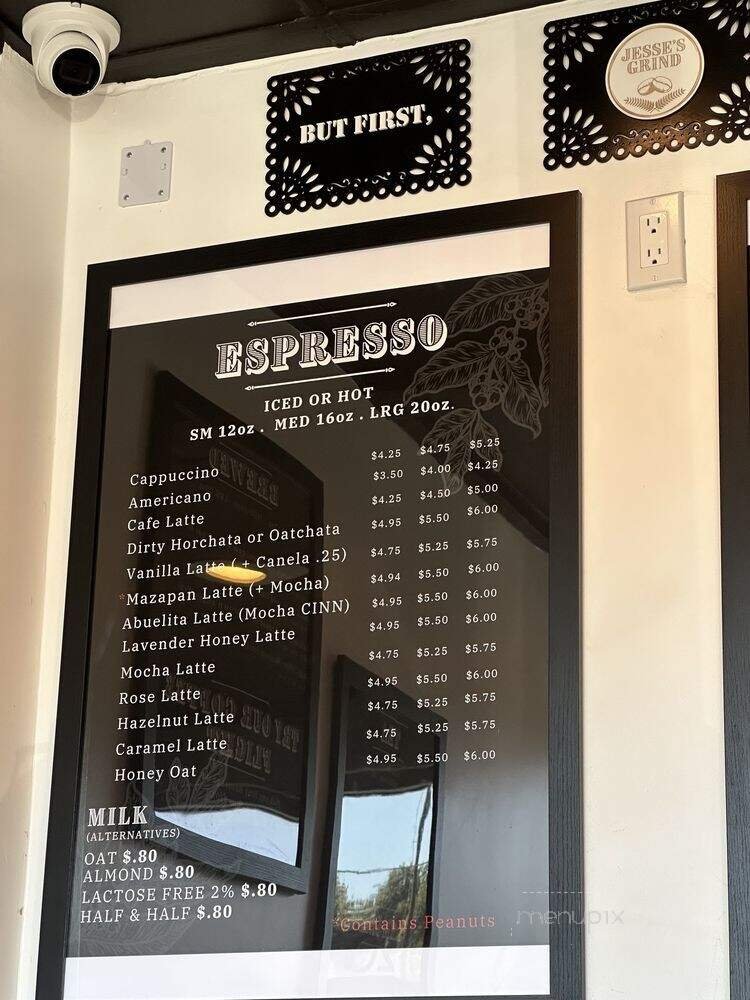 BUT FIRST,
JESSE'S
GRIND
ESPRESSO
ICED OR HOT
SM 12oz . MED 16oz . LRG 20oz.
Cappuccino $4.25 $4.75 $5.25
Americano $3.50 $4.00 $4.25
Cafe Latte $4.25 $4.50 $5.00
Dirty Horchata or Oatchata $4.95 $5.50 $6.00
Vanilla Latte ( + Canela .25) $4.75 $5.25 $5.75
*Mazapan Latte (+ Mocha) $4.94 $5.50 $6.00
Abuelita Latte (Mocha CINN) $4.95 $5.50 $6.00
Lavender Honey Latte $4.95 $5.50 $6.00
Mocha Latte $4.75 $5.25 $5.75
Rose Latte $4.95 $5.50 $6.00
Hazelnut Latte $4.75 $5.25 $5.75
Caramel Latte $4.75 $5.25 $5.75
Honey Oat $4.95 $5.50 $6.00
MILK
(ALTERNATIVES)
OAT $.80
ALMOND $.80
LACTOSE FREE 2% $.80
HALF & HALF $.80
*Contains Peanuts
menupix